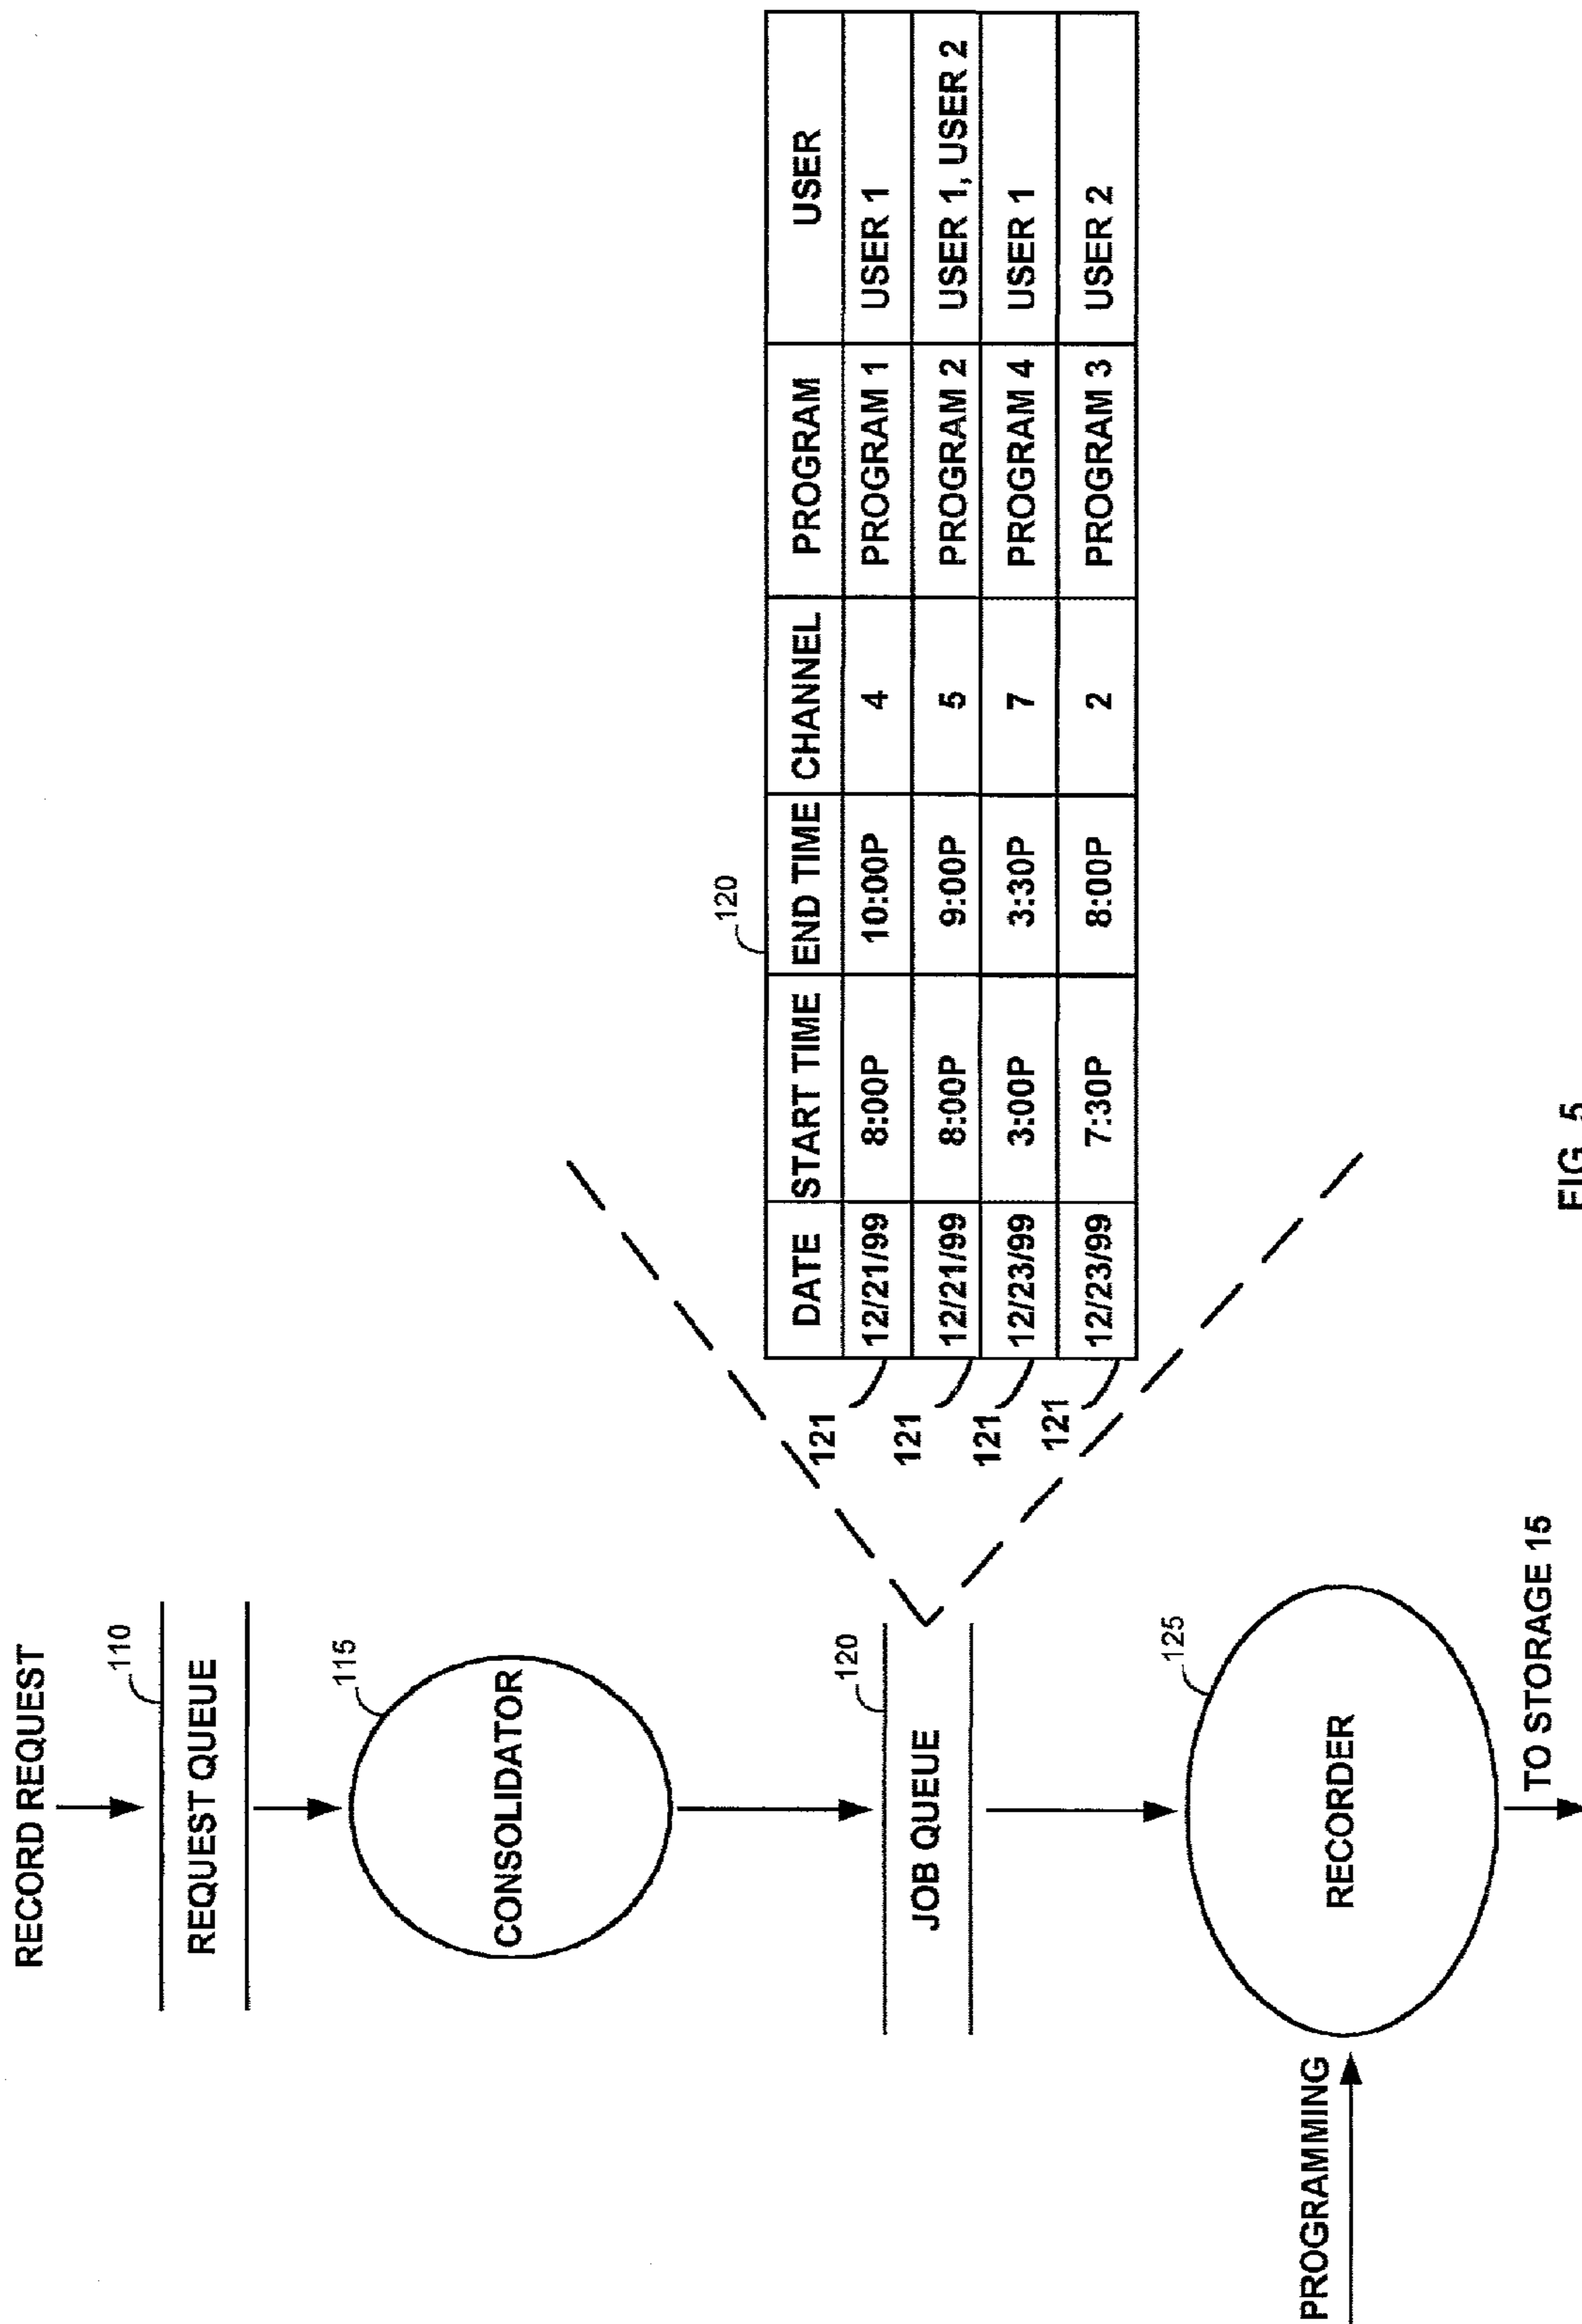 RECORD REQUEST
110
REQUEST QUEUE
115
CONSOLIDATOR
120
JOB QUEUE
PROGRAMMING
125
RECORDER
TO STORAGE 15
120
DATE START TIME END TIME CHANNEL PROGRAM USER
121 12/21/99 8:00P 10:00P 4 PROGRAM 1 USER 1
121 12/21/99 8:00P 9:00P 5 PROGRAM 2 USER 1, USER 2
121 12/23/99 3:00P 3:30P 7 PROGRAM 4 USER 1
121 12/23/99 7:30P 8:00P 2 PROGRAM 3 USER 2
FIG. 5